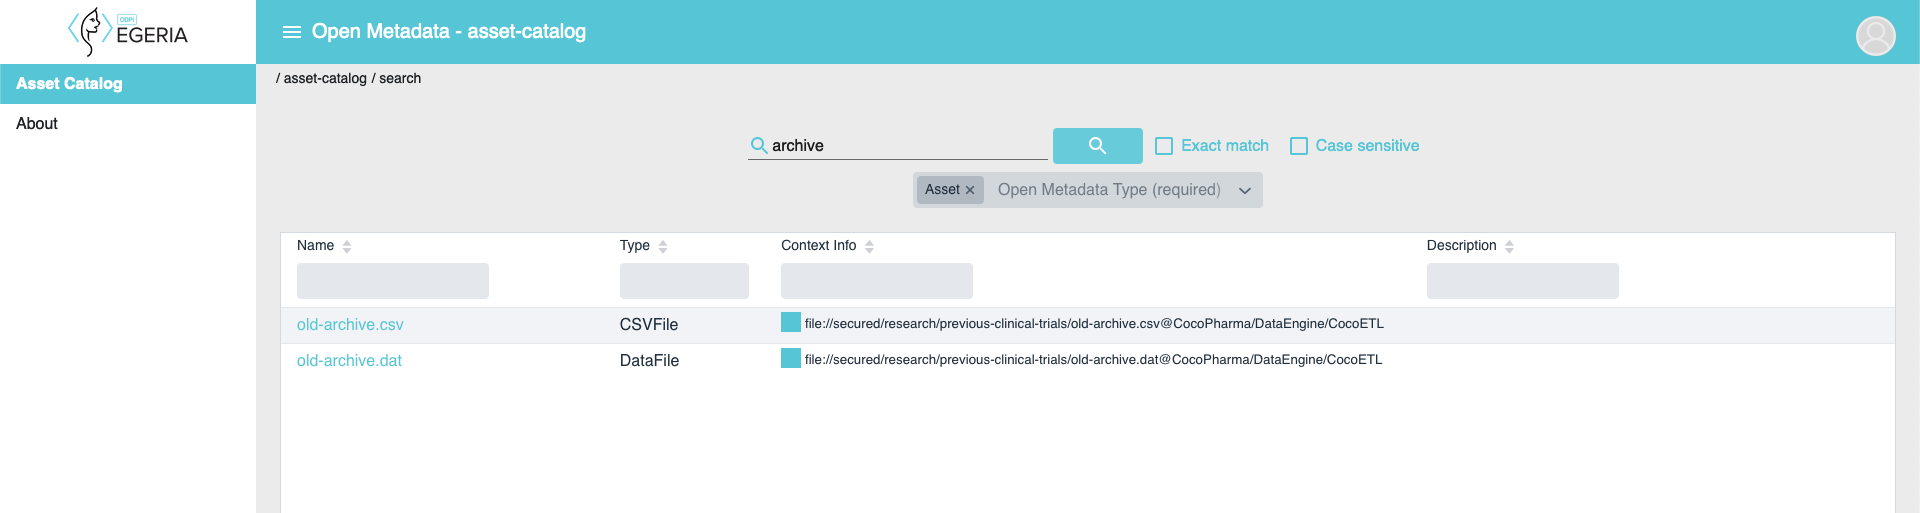 ODPi
EGERIA
Open Metadata - asset-catalog
Asset Catalog
About
/ asset-catalog / search
archive
Exact match
Case sensitive
Asset ×
Open Metadata Type (required)
Name
Type
Context Info
Description
old-archive.csv
CSVFile
file://secured/research/previous-clinical-trials/old-archive.csv@CocoPharma/DataEngine/CocoETL
old-archive.dat
DataFile
file://secured/research/previous-clinical-trials/old-archive.dat@CocoPharma/DataEngine/CocoETL